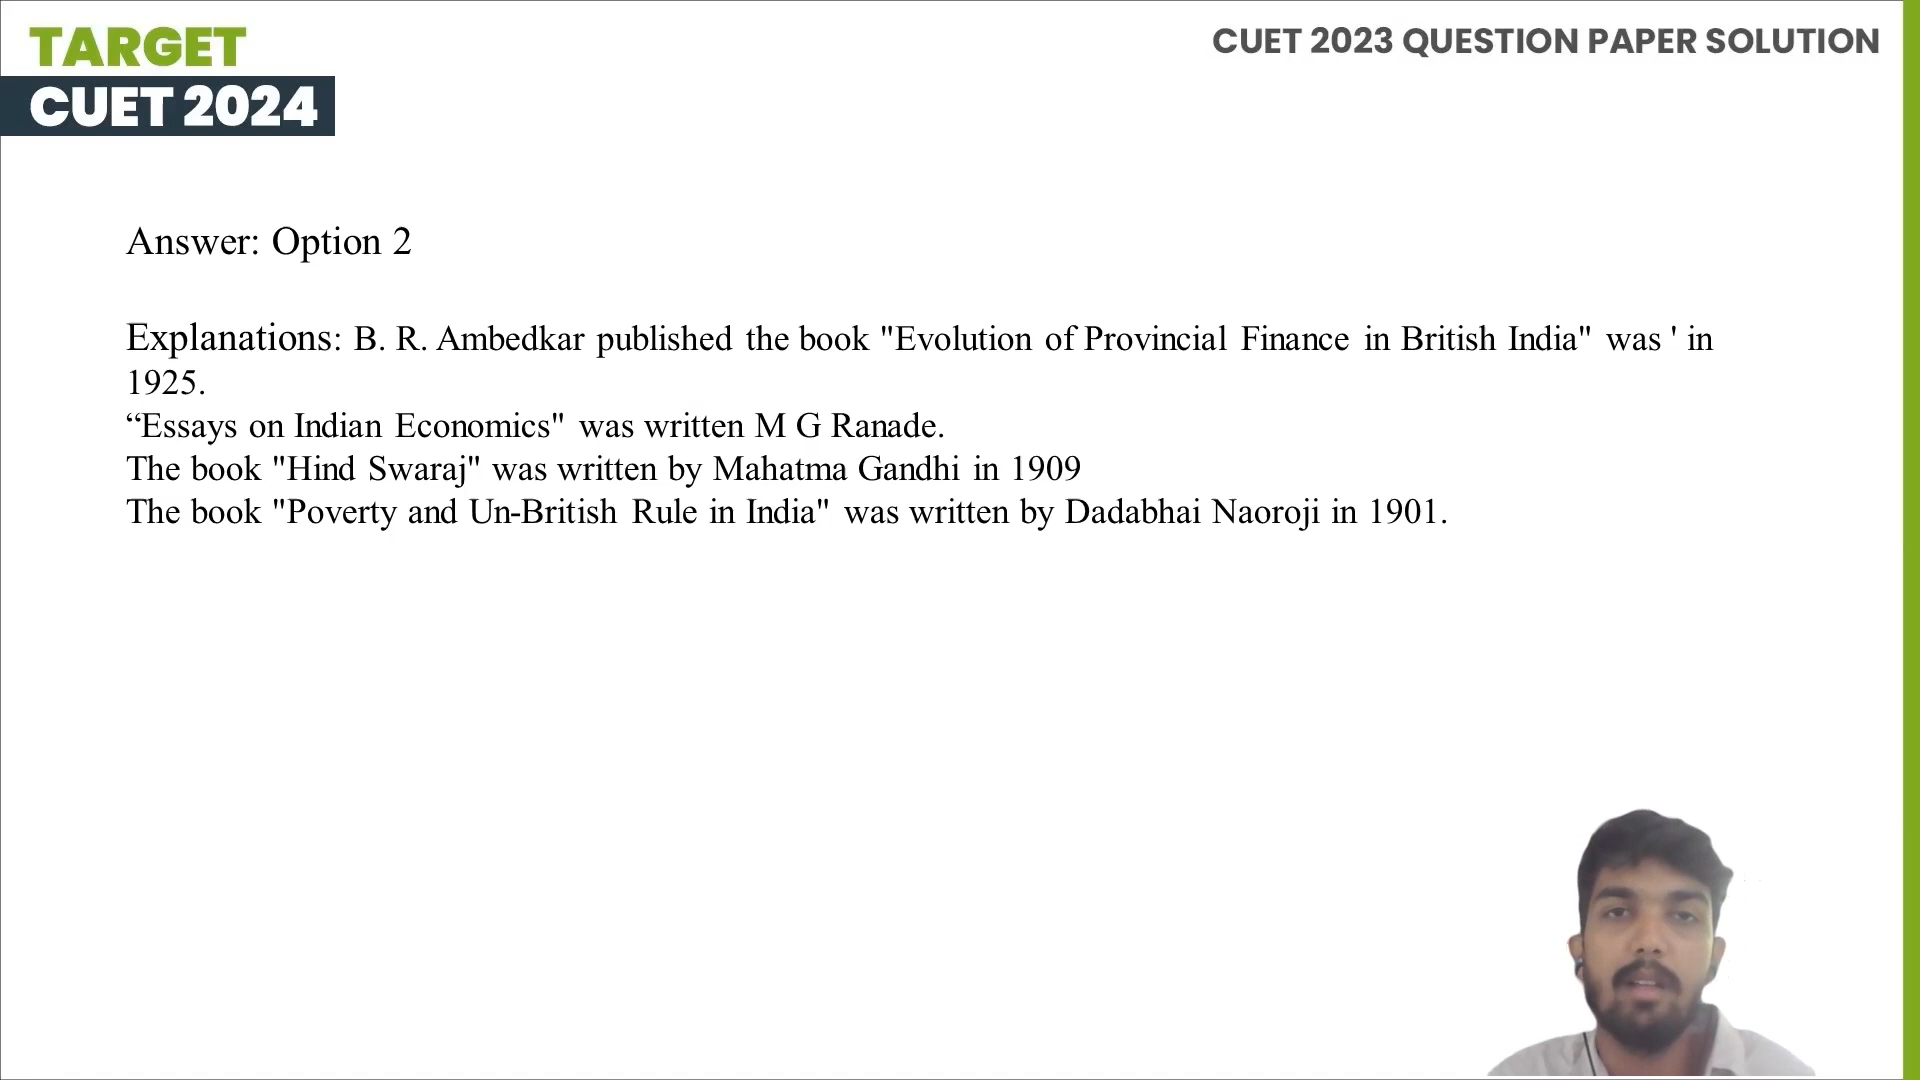 TARGET
CUET 2024
CUET 2023 QUESTION PAPER SOLUTION
Answer: Option 2
Explanations: B. R. Ambedkar published the book "Evolution of Provincial Finance in British India" was ' in
1925.
“Essays on Indian Economics" was written M G Ranade.
The book "Hind Swaraj" was written by Mahatma Gandhi in 1909
The book "Poverty and Un-British Rule in India" was written by Dadabhai Naoroji in 1901.